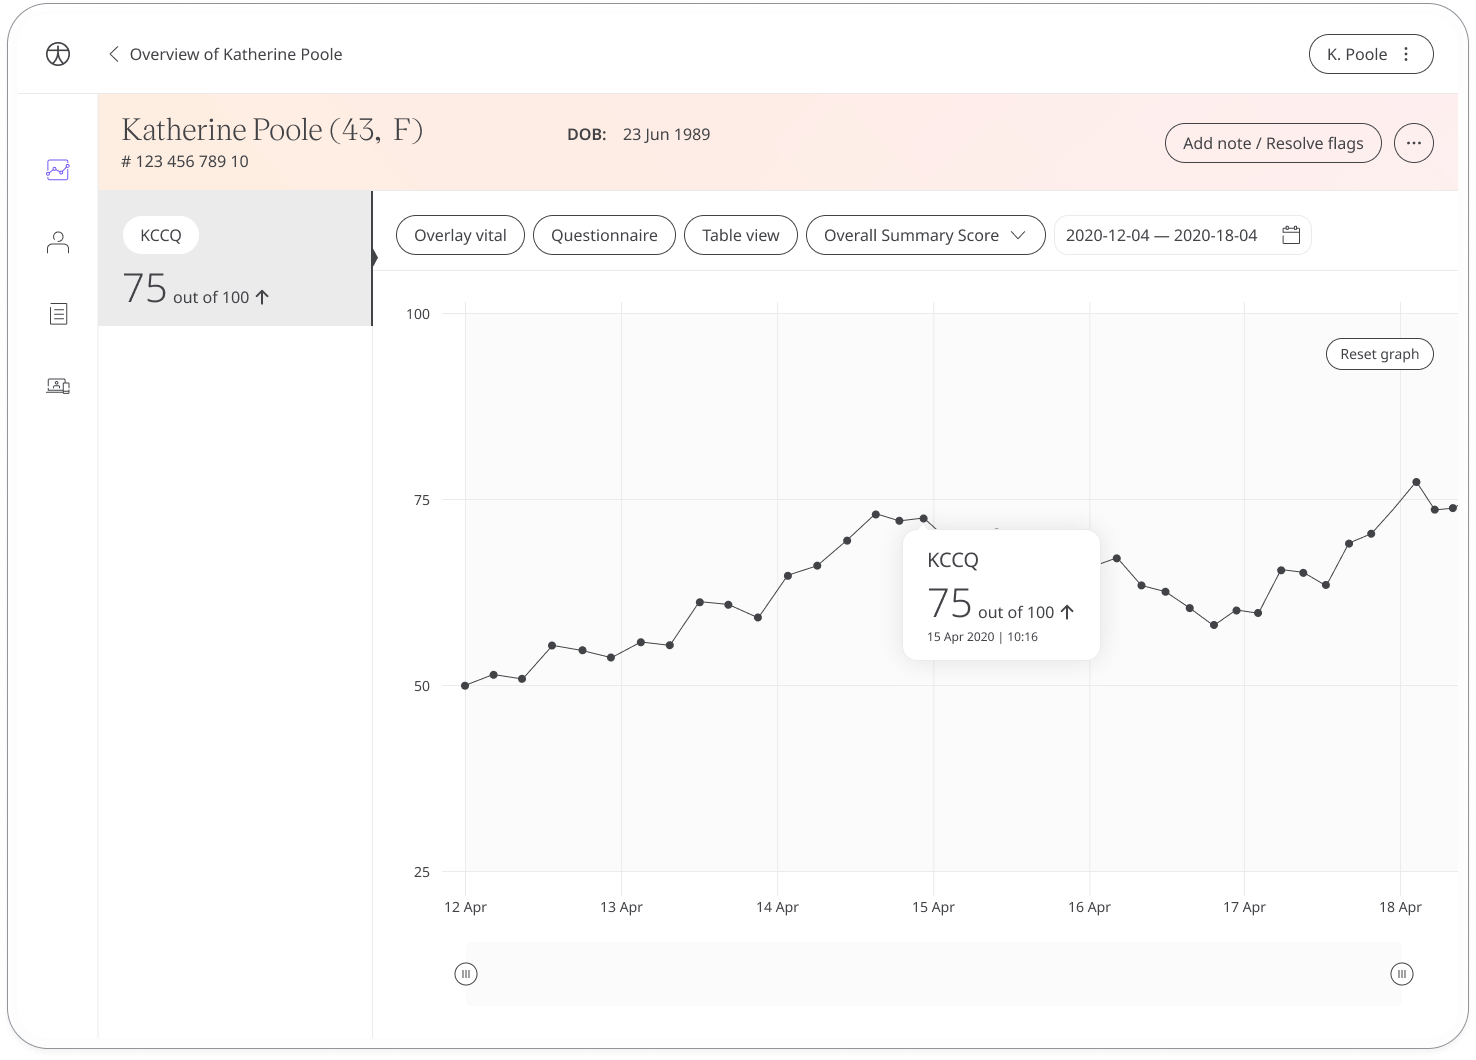 Overview of Katherine Poole
K. Poole
Katherine Poole (43, F)
DOB: 23 Jun 1989
# 123 456 789 10
Add note / Resolve flags
KCCQ
75 out of 100 ↑
Overlay vital
Questionnaire
Table view
Overall Summary Score
2020-12-04 — 2020-18-04
100
Reset graph
75
KCCQ
75 out of 100 ↑
15 Apr 2020 | 10:16
50
25
12 Apr 13 Apr 14 Apr 15 Apr 16 Apr 17 Apr 18 Apr